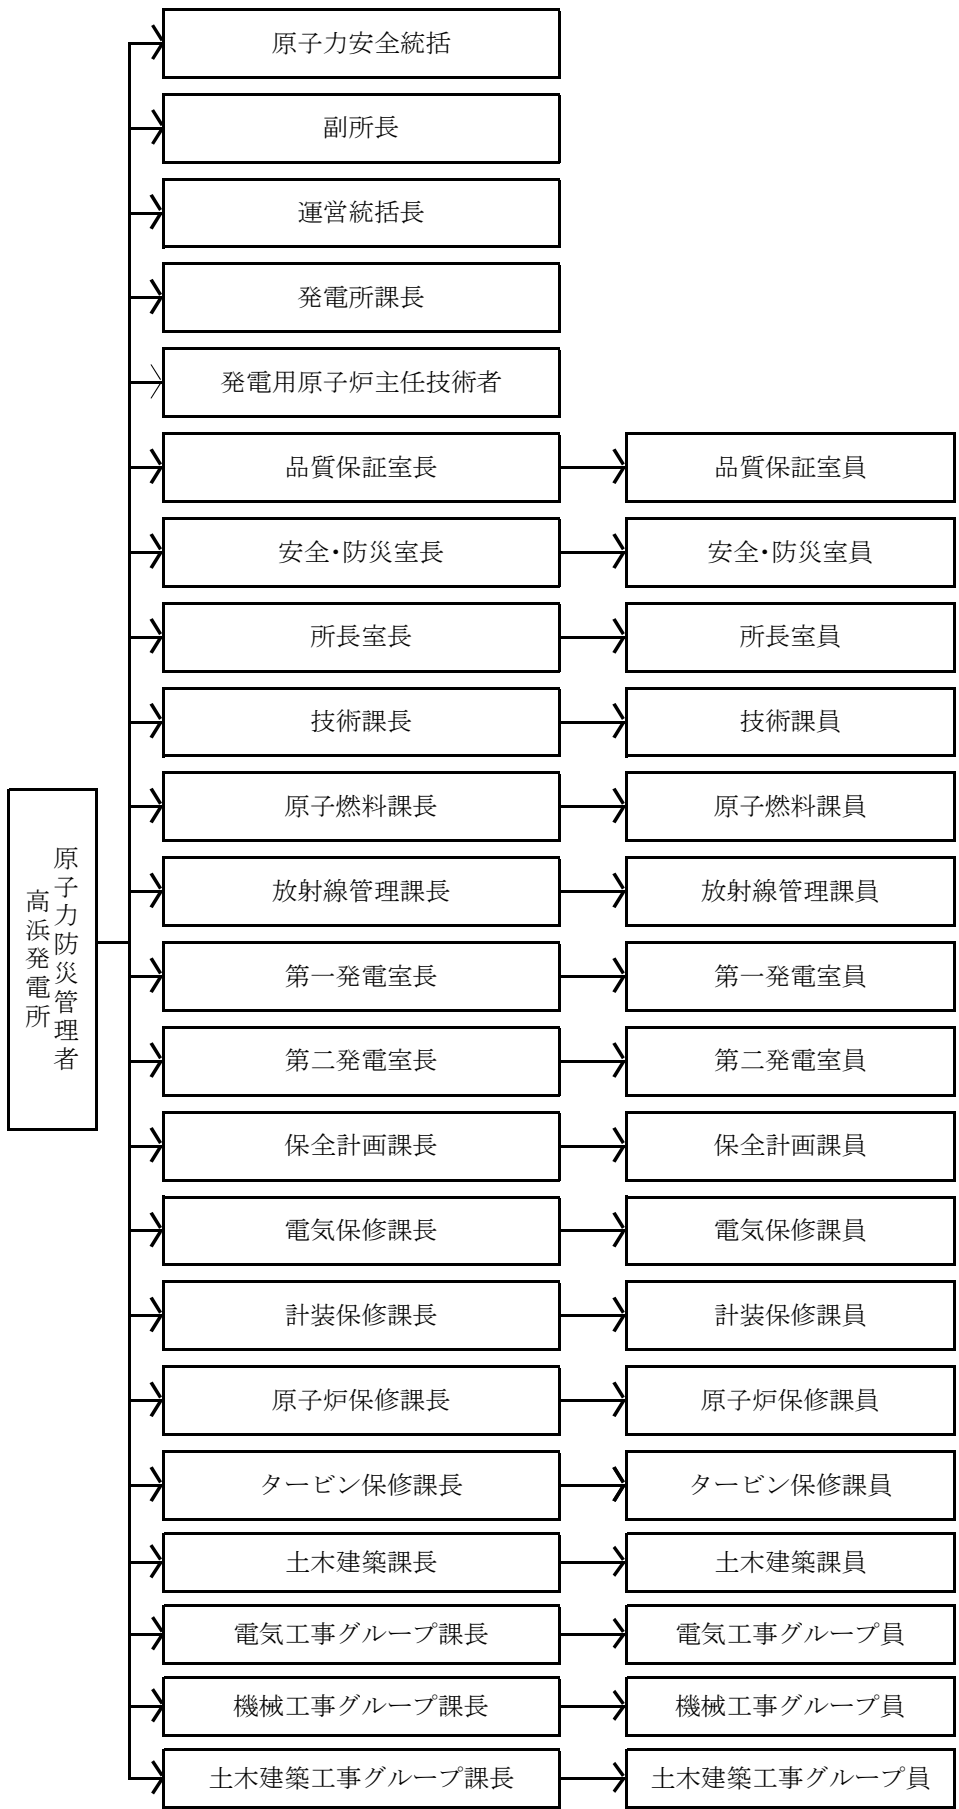 原子力防災管理者
高浜発電所
原子力安全統括
副所長
運営統括長
発電所課長
発電用原子炉主任技術者
品質保証室長
品質保証室員
安全・防災室長
安全・防災室員
所長室長
所長室員
技術課長
技術課員
原子燃料課長
原子燃料課員
放射線管理課長
放射線管理課員
第一発電室長
第一発電室員
第二発電室長
第二発電室員
保全計画課長
保全計画課員
電気保修課長
電気保修課員
計装保修課長
計装保修課員
原子炉保修課長
原子炉保修課員
タービン保修課長
タービン保修課員
土木建築課長
土木建築課員
電気工事グループ課長
電気工事グループ員
機械工事グループ課長
機械工事グループ員
土木建築工事グループ課長
土木建築工事グループ員